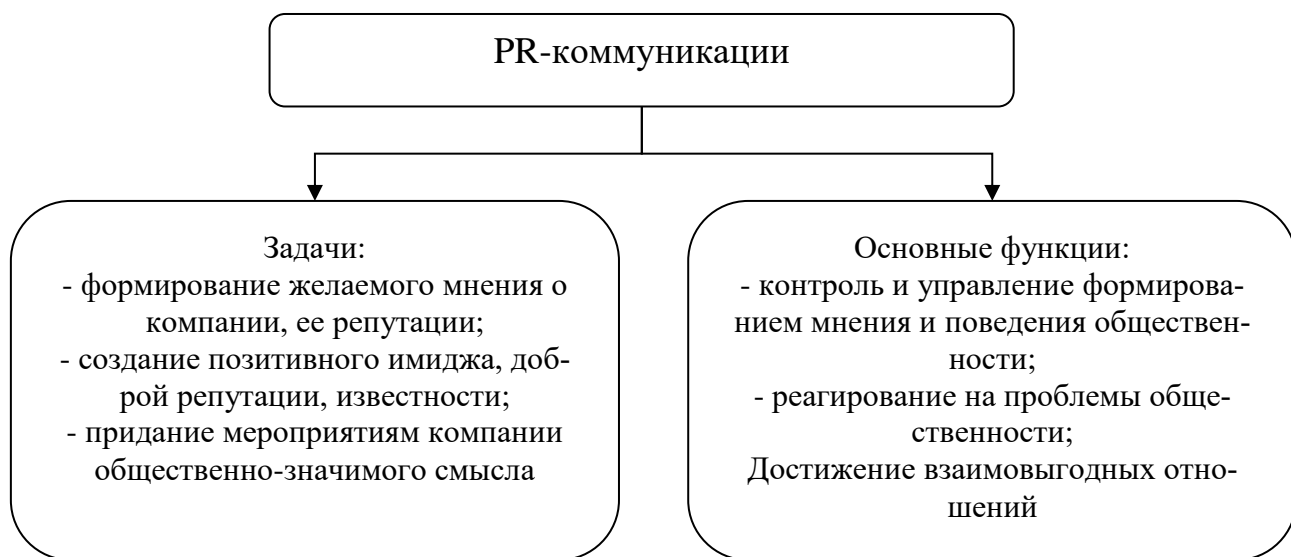 PR-коммуникации
Задачи:
- формирование желаемого мнения о
компании, ее репутации;
- создание позитивного имиджа, доб-
рой репутации, известности;
- придание мероприятиям компании
общественно-значимого смысла
Основные функции:
- контроль и управление формирова-
нием мнения и поведения обществен-
ности;
- реагирование на проблемы обще-
ственности;
Достижение взаимовыгодных отно-
шений